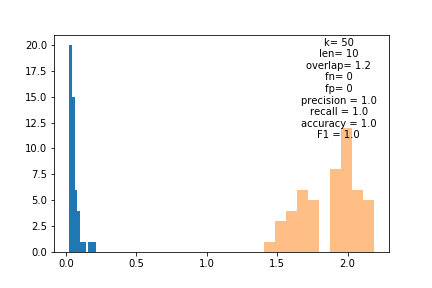 20.0
17.5
15.0
12.5
10.0
7.5
5.0
2.5
0.0
k= 50
len= 10
overlap= 1.2
fn= 0
fp= 0
precision = 1.0
recall = 1.0
accuracy = 1.0
F1 = 1.0
0.0 0.5 1.0 1.5 2.0